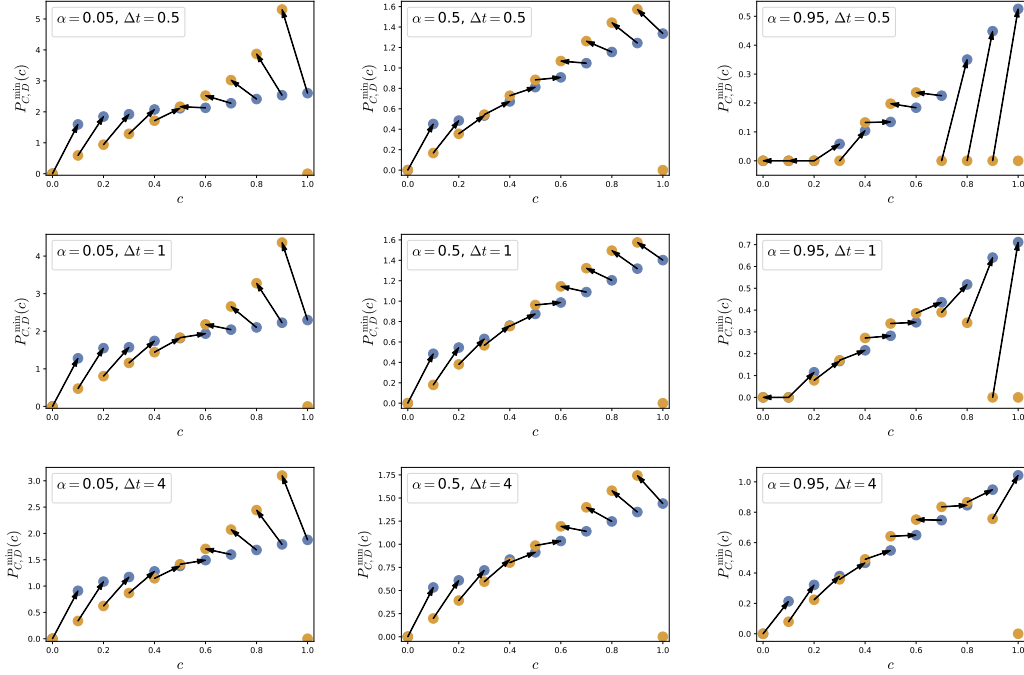 α = 0.05, Δt = 0.5
P^{min}_{C,D}(c)
5
4
3
2
1
0
0.0 0.2 0.4 0.6 0.8 1.0
c
α = 0.5, Δt = 0.5
P^{min}_{C,D}(c)
1.6
1.4
1.2
1.0
0.8
0.6
0.4
0.2
0.0
0.0 0.2 0.4 0.6 0.8 1.0
c
α = 0.95, Δt = 0.5
P^{min}_{C,D}(c)
0.5
0.4
0.3
0.2
0.1
0.0
0.0 0.2 0.4 0.6 0.8 1.0
c
α = 0.05, Δt = 1
P^{min}_{C,D}(c)
4
3
2
1
0
0.0 0.2 0.4 0.6 0.8 1.0
c
α = 0.5, Δt = 1
P^{min}_{C,D}(c)
1.6
1.4
1.2
1.0
0.8
0.6
0.4
0.2
0.0
0.0 0.2 0.4 0.6 0.8 1.0
c
α = 0.95, Δt = 1
P^{min}_{C,D}(c)
0.7
0.6
0.5
0.4
0.3
0.2
0.1
0.0
0.0 0.2 0.4 0.6 0.8 1.0
c
α = 0.05, Δt = 4
P^{min}_{C,D}(c)
3.0
2.5
2.0
1.5
1.0
0.5
0.0
0.0 0.2 0.4 0.6 0.8 1.0
c
α = 0.5, Δt = 4
P^{min}_{C,D}(c)
1.75
1.50
1.25
1.00
0.75
0.50
0.25
0.00
0.0 0.2 0.4 0.6 0.8 1.0
c
α = 0.95, Δt = 4
P^{min}_{C,D}(c)
1.0
0.8
0.6
0.4
0.2
0.0
0.0 0.2 0.4 0.6 0.8 1.0
c